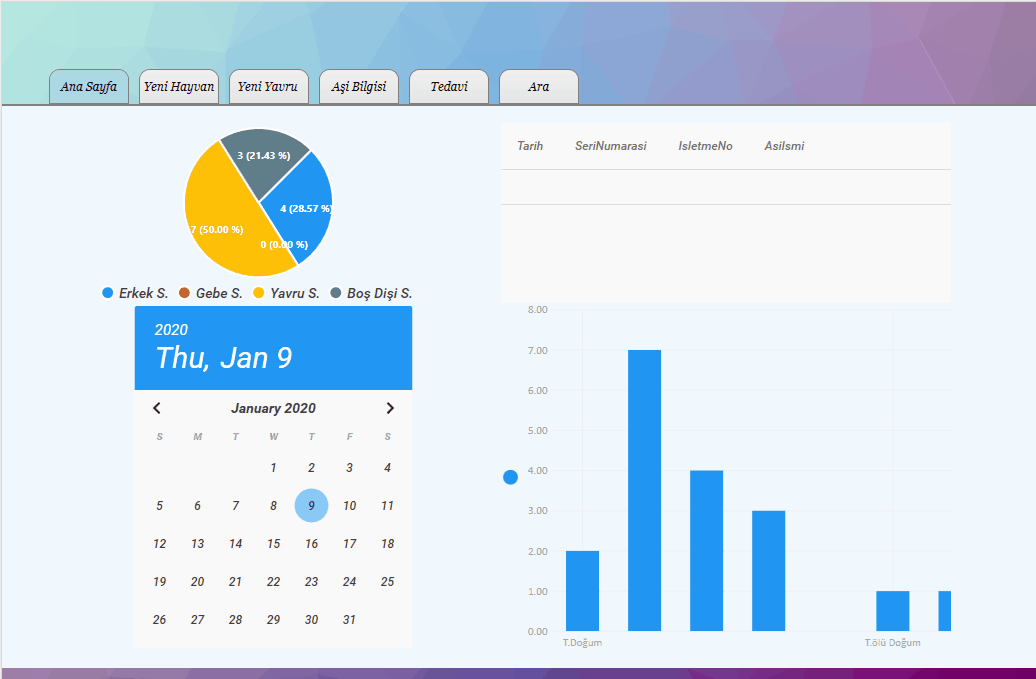 Ana Sayfa Yeni Hayvan Yeni Yavru Aşi Bilgisi Tedavi Ara
3 (21.43 %)
4 (28.57 %)
7 (50.00 %)
0 (0.00 %)
Erkek S. Gebe S. Yavru S. Boş Dişi S.
2020
Thu, Jan 9
January 2020
S M T W T F S
1 2 3 4
5 6 7 8 9 10 11
12 13 14 15 16 17 18
19 20 21 22 23 24 25
26 27 28 29 30 31
Tarih SeriNumarasi IsletmeNo AsiIsmi
8.00
7.00
6.00
5.00
4.00
3.00
2.00
1.00
0.00
T.Doğum T.ölü Doğum